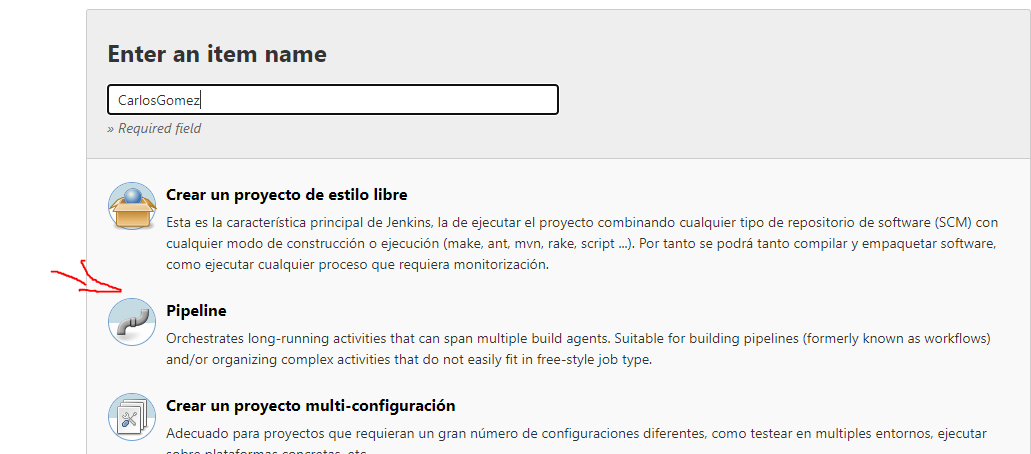 Enter an item name
CarlosGomez
» Required field
Crear un proyecto de estilo libre
Esta es la característica principal de Jenkins, la de ejecutar el proyecto combinando cualquier tipo de repositorio de software (SCM) con
cualquier modo de construcción o ejecución (make, ant, mvn, rake, script ...). Por tanto se podrá tanto compilar y empaquetar software,
como ejecutar cualquier proceso que requiera monitorización.
Pipeline
Orchestrates long-running activities that can span multiple build agents. Suitable for building pipelines (formerly known as workflows)
and/or organizing complex activities that do not easily fit in free-style job type.
Crear un proyecto multi-configuración
Adecuado para proyectos que requieran un gran número de configuraciones diferentes, como testear en multiples entornos, ejecutar
sobre plataformas concretas, etc.